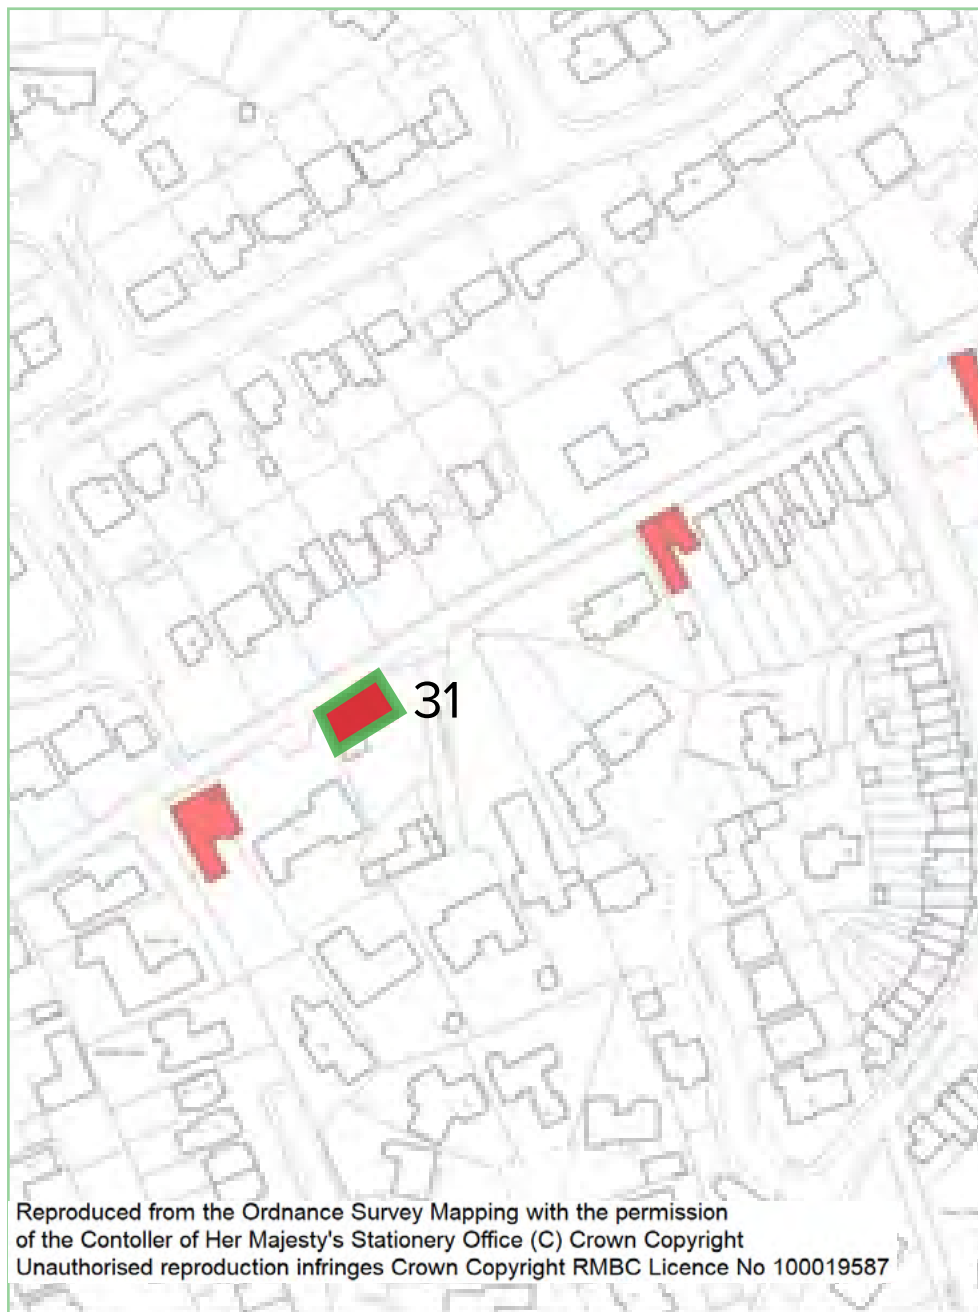 31
Reproduced from the Ordnance Survey Mapping with the permission
of the Contoller of Her Majesty's Stationery Office (C) Crown Copyright
Unauthorised reproduction infringes Crown Copyright RMBC Licence No 100019587